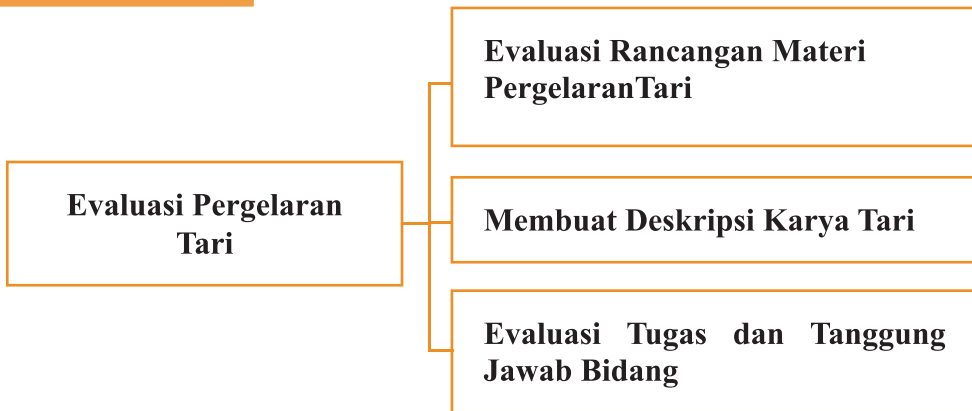 Evaluasi Rancangan Materi
PergelaranTari
Evaluasi Pergelaran
Tari
Membuat Deskripsi Karya Tari
Evaluasi Tugas dan Tanggung
Jawab Bidang